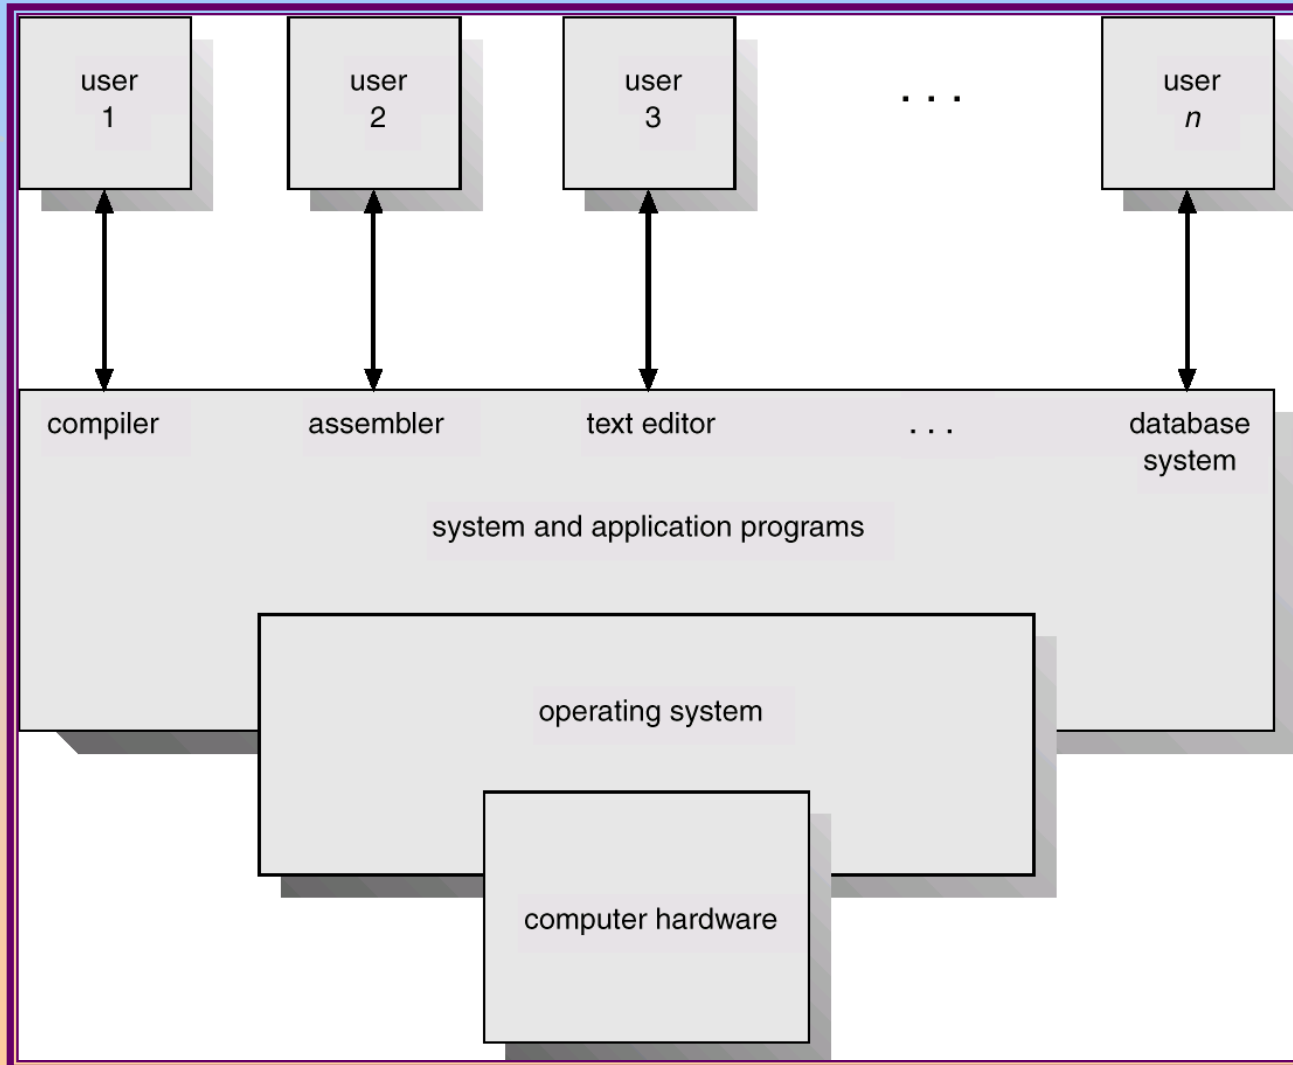 user
1
user
2
user
3
. . .
user
n
compiler
assembler
text editor
. . .
database
system
system and application programs
operating system
computer hardware